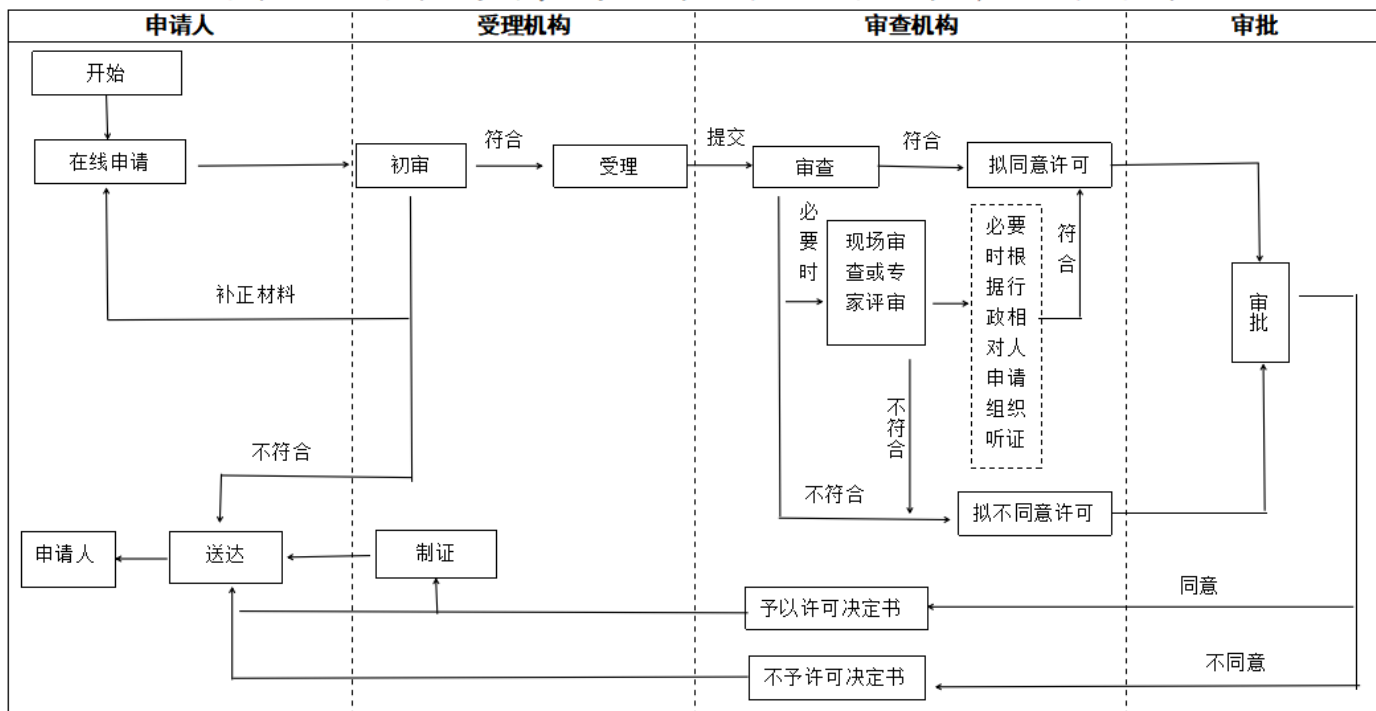 申请人
受理机构
审查机构
审批
开始
在线申请
初审
符合
受理
提交
审查
符合
拟同意许可
必
要
时
现场审
查或专
家评审
必要
时根
据行
政相
对人
申请
组织
听证
符
合
审
批
补正材料
不
符
合
不符合
不符合
拟不同意许可
申请人
送达
制证
予以许可决定书
同意
不予许可决定书
不同意